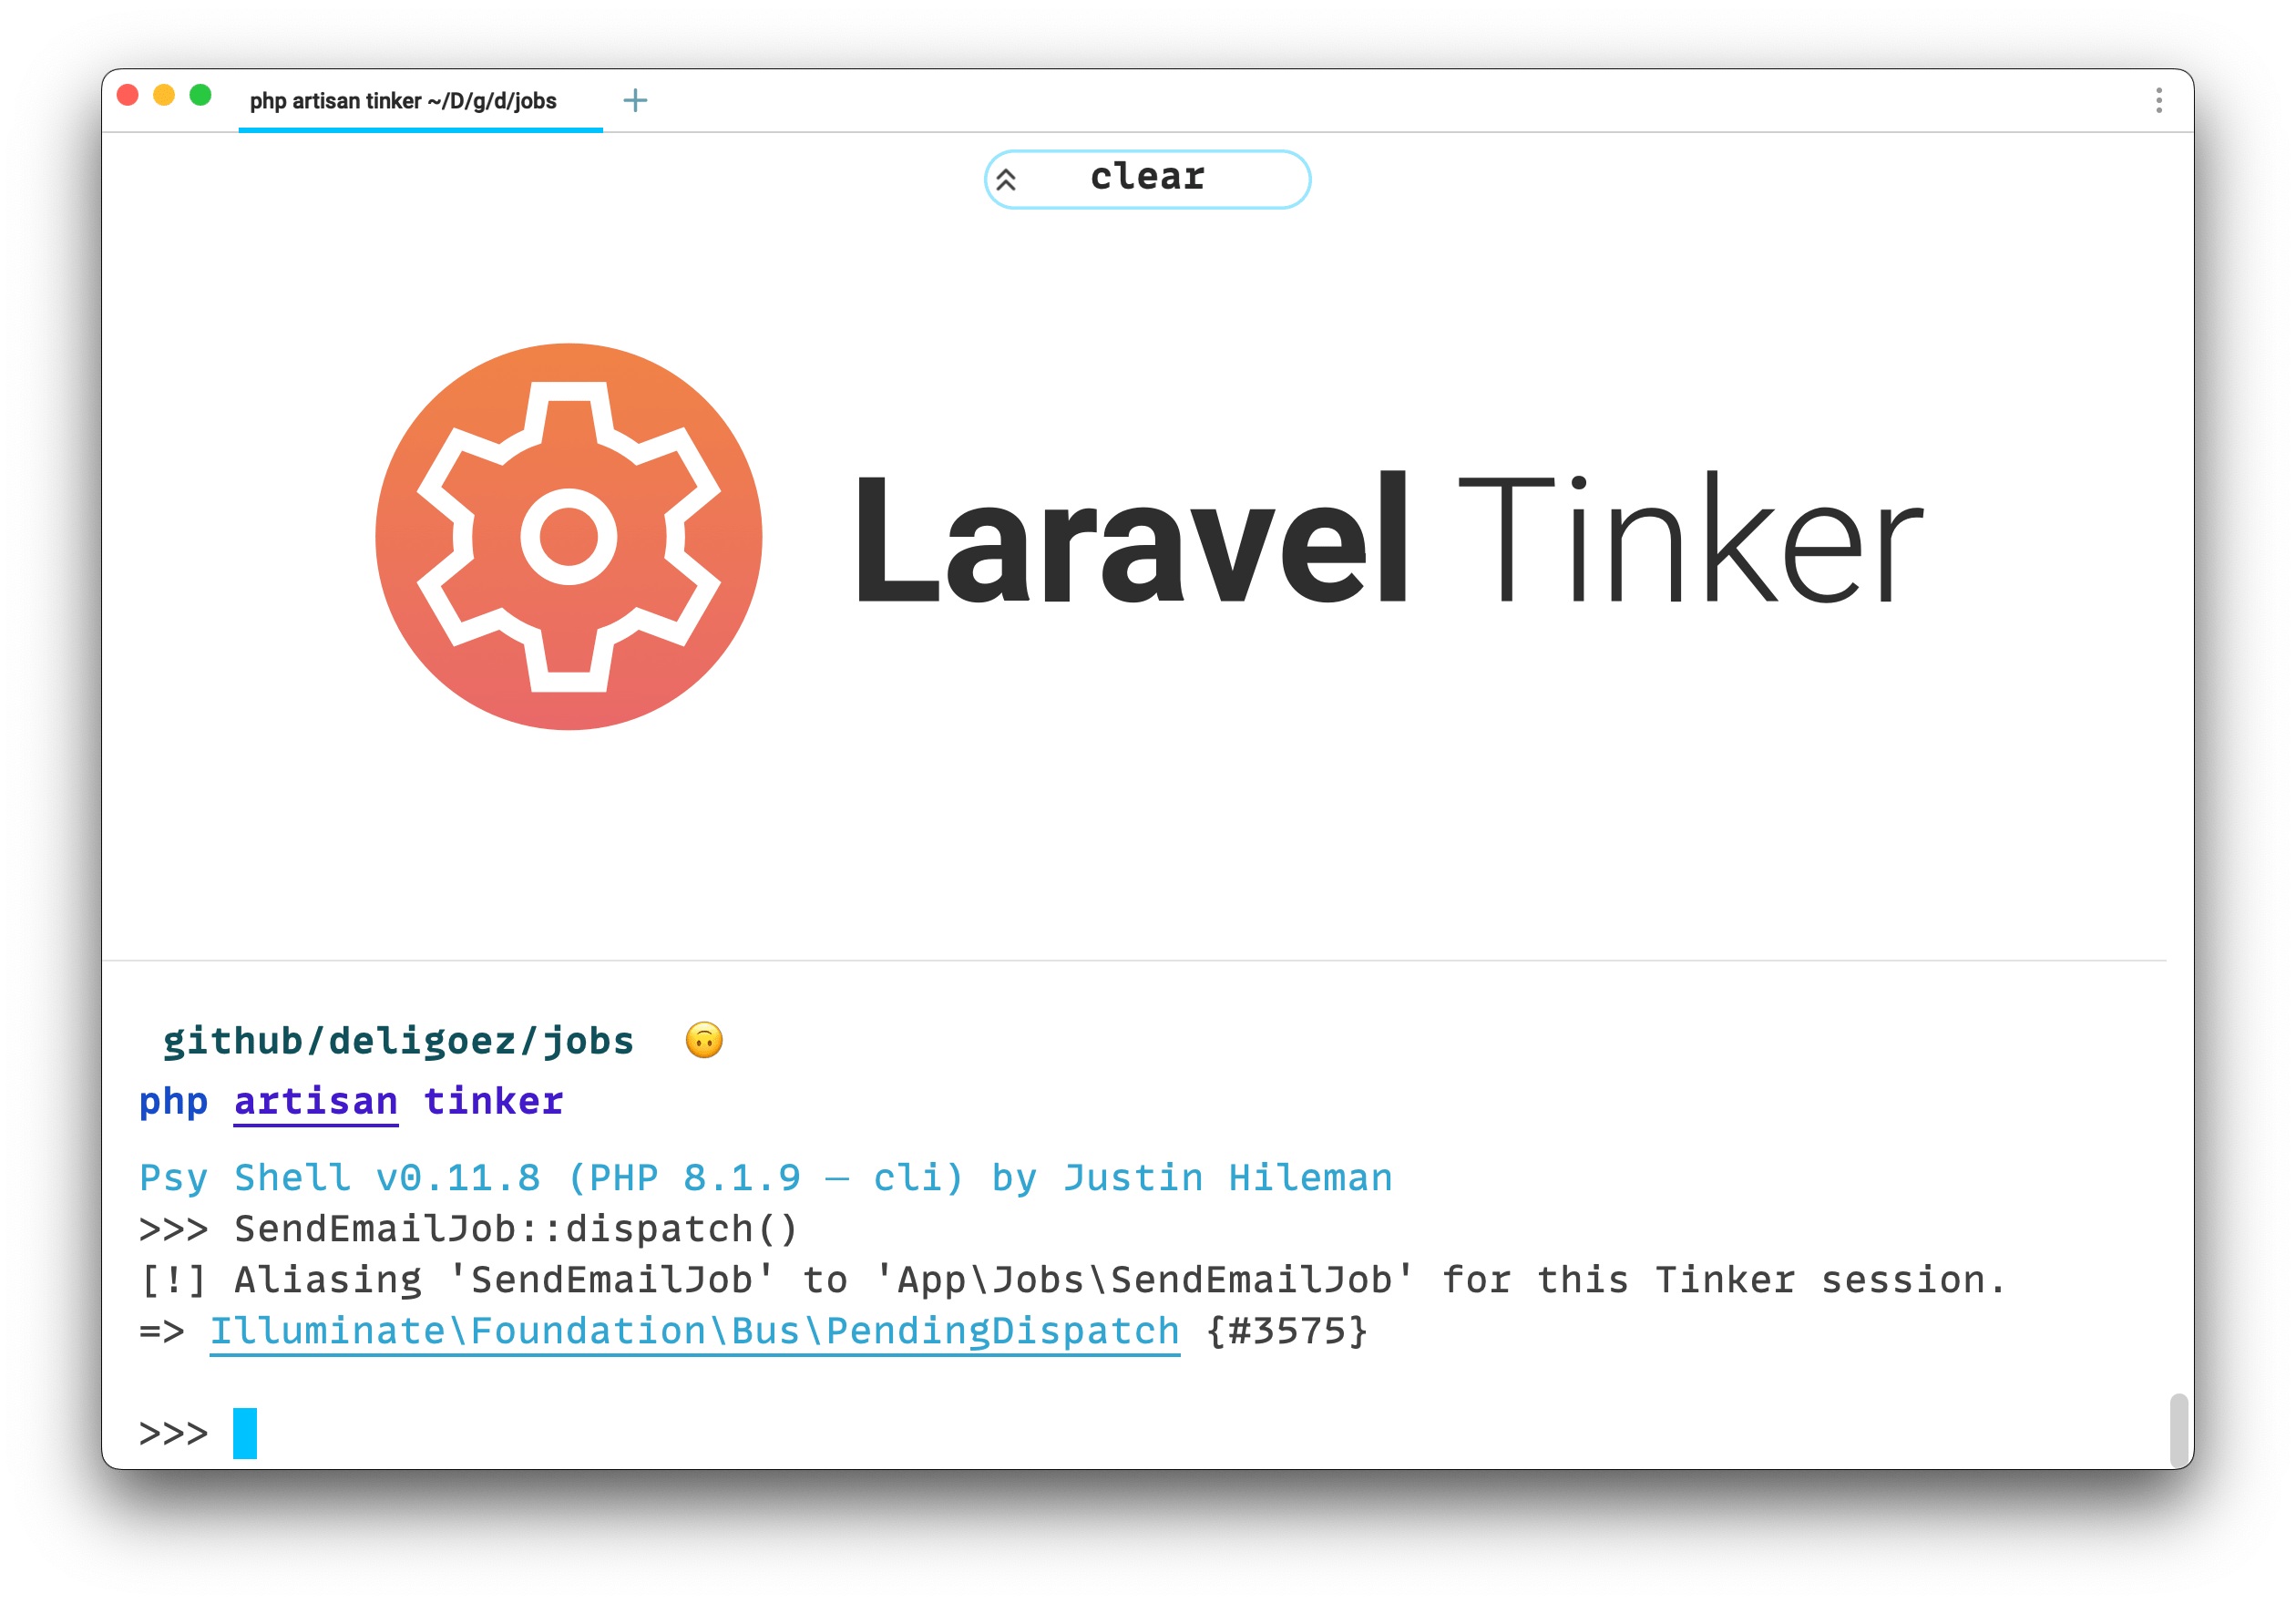 php artisan tinker ~/D/g/d/jobs
clear
Laravel Tinker
github/deligoez/jobs 🙃
php artisan tinker
Psy Shell v0.11.8 (PHP 8.1.9 — cli) by Justin Hileman
>>> SendEmailJob::dispatch()
[!] Aliasing 'SendEmailJob' to 'App\Jobs\SendEmailJob' for this Tinker session.
=> Illuminate\Foundation\Bus\PendingDispatch {#3575}
>>>